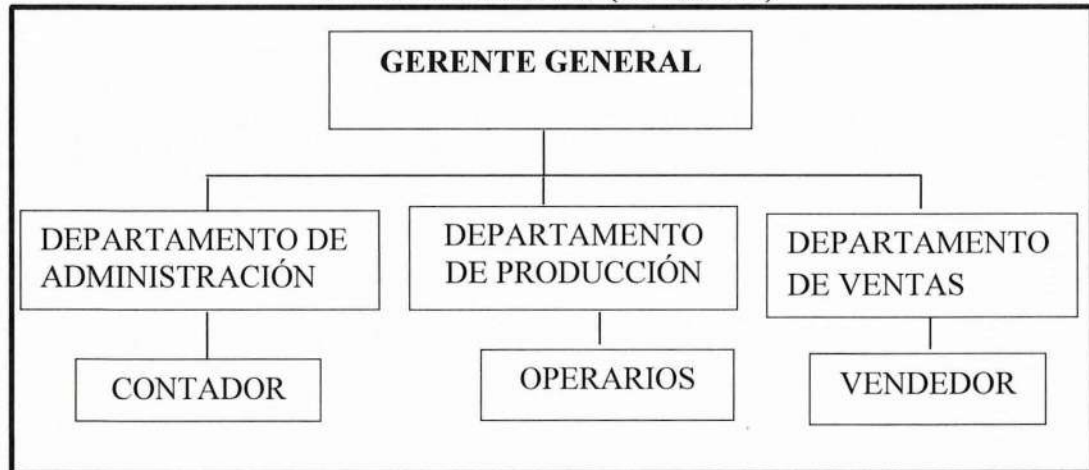 GERENTE GENERAL
DEPARTAMENTO DE
ADMINISTRACIÓN
DEPARTAMENTO
DE PRODUCCIÓN
DEPARTAMENTO
DE VENTAS
CONTADOR
OPERARIOS
VENDEDOR